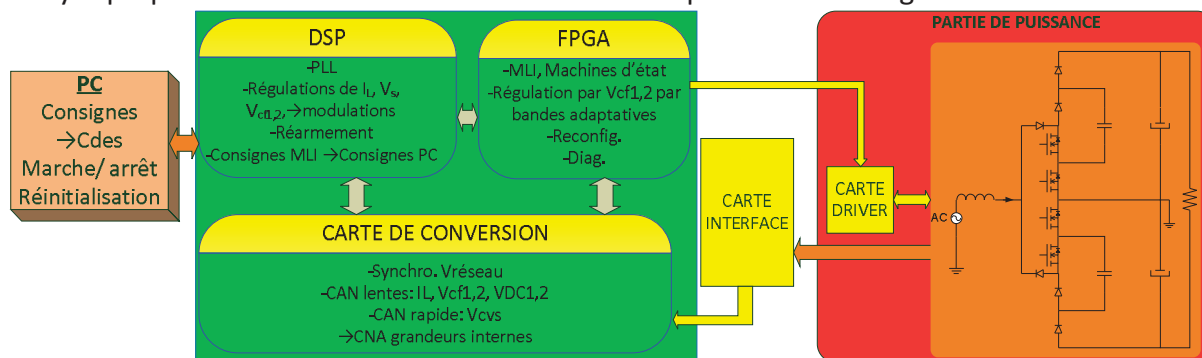 PC
Consignes
→Cdes
Marche/ arrêt
Réinitialisation
DSP
-PLL
-Régulations de IL, Vs,
Vcf1,2, →modulations
-Réarmement
-Consignes MLI →Consignes PC
FPGA
-MLI, Machines d'état
-Régulation par Vcf1,2 par
bandes adaptatives
-Reconfig.
-Diag.
CARTE DE CONVERSION
-Synchro. Vréseau
-CAN lentes: IL, Vcf1,2, VDC1,2
-CAN rapide: Vcvs
→CNA grandeurs internes
CARTE
INTERFACE
PARTIE DE PUISSANCE
CARTE
DRIVER
AC